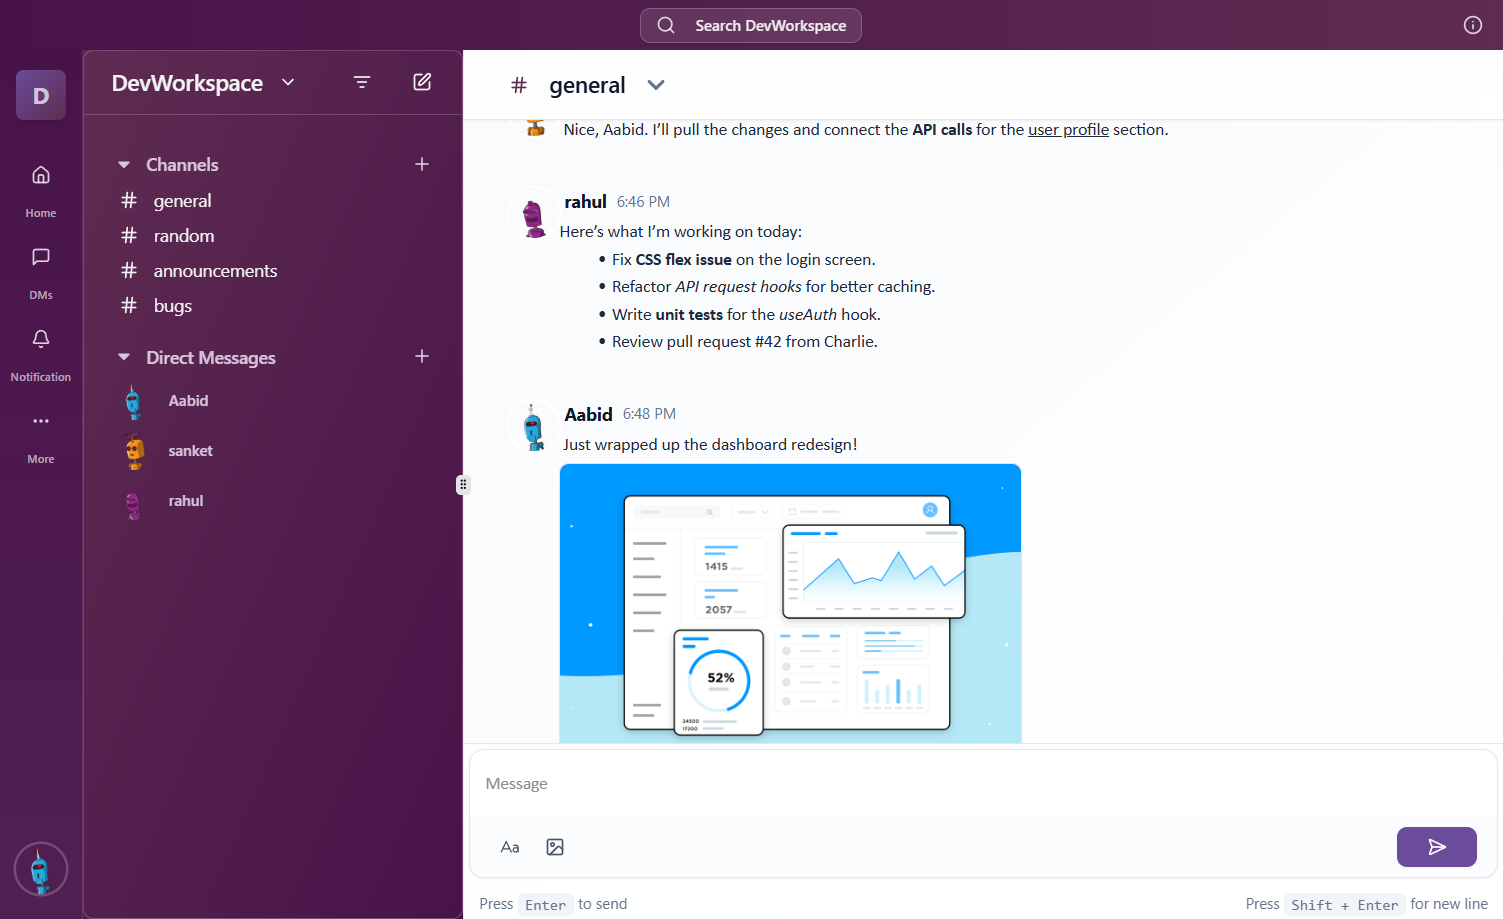 Search DevWorkspace
D
Home
DMs
Notification
More
DevWorkspace
Channels
# general
# random
# announcements
# bugs
Direct Messages
Aabid
sanket
rahul
# general
Nice, Aabid. I’ll pull the changes and connect the API calls for the user profile section.
rahul 6:46 PM
Here’s what I’m working on today:
• Fix CSS flex issue on the login screen.
• Refactor API request hooks for better caching.
• Write unit tests for the useAuth hook.
• Review pull request #42 from Charlie.
Aabid 6:48 PM
Just wrapped up the dashboard redesign!
1415
2057
52%
24500
17200
Message
Aa
Press Enter to send
Press Shift + Enter for new line